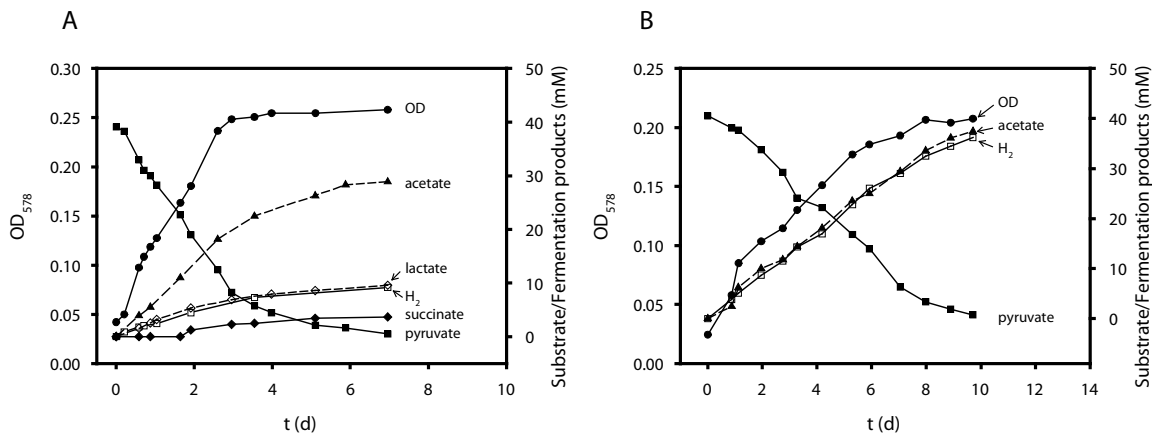 A
B
0.30
0.25
0.20
0.15
0.10
0.05
0.00
OD578
50
40
30
20
10
0
Substrate/Fermentation products (mM)
OD
acetate
lactate
H2
succinate
pyruvate
0 2 4 6 8 10
t (d)
0.25
0.20
0.15
0.10
0.05
0.00
OD578
50
40
30
20
10
0
Substrate/Fermentation products (mM)
OD
acetate
H2
pyruvate
0 2 4 6 8 10 12 14
t (d)